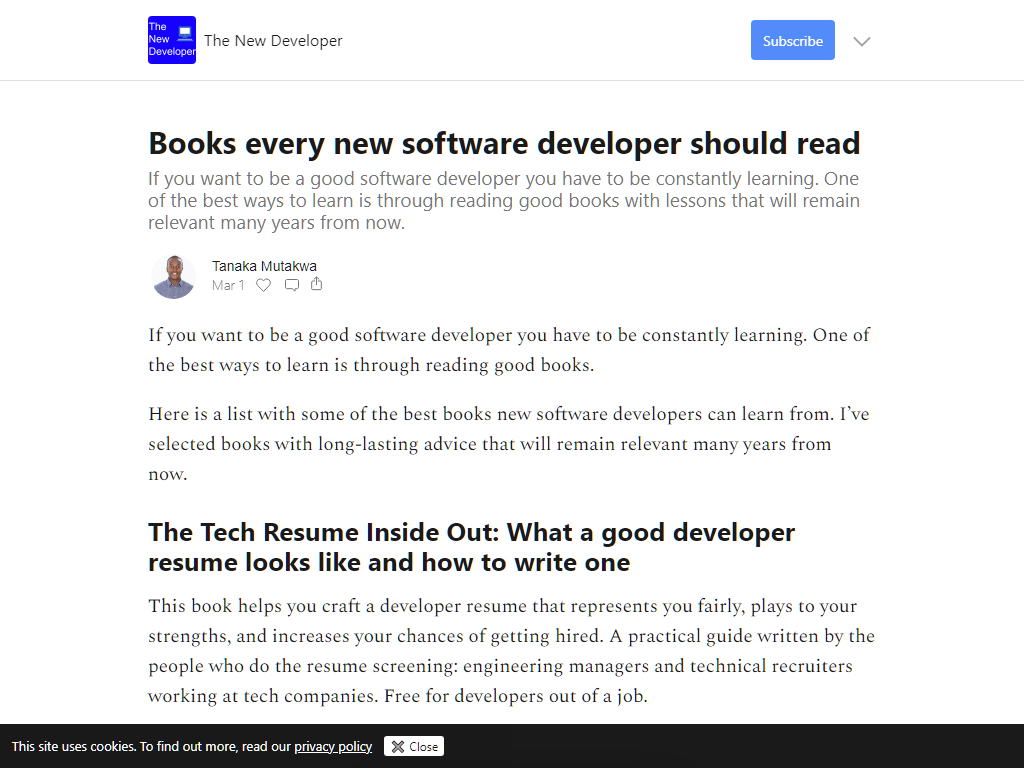 The
New
Developer
The New Developer
Subscribe
Books every new software developer should read
If you want to be a good software developer you have to be constantly learning. One
of the best ways to learn is through reading good books with lessons that will remain
relevant many years from now.
Tanaka Mutakwa
Mar 1
If you want to be a good software developer you have to be constantly learning. One of
the best ways to learn is through reading good books.
Here is a list with some of the best books new software developers can learn from. I’ve
selected books with long-lasting advice that will remain relevant many years from
now.
The Tech Resume Inside Out: What a good developer
resume looks like and how to write one
This book helps you craft a developer resume that represents you fairly, plays to your
strengths, and increases your chances of getting hired. A practical guide written by the
people who do the resume screening: engineering managers and technical recruiters
working at tech companies. Free for developers out of a job.
This site uses cookies. To find out more, read our privacy policy Close